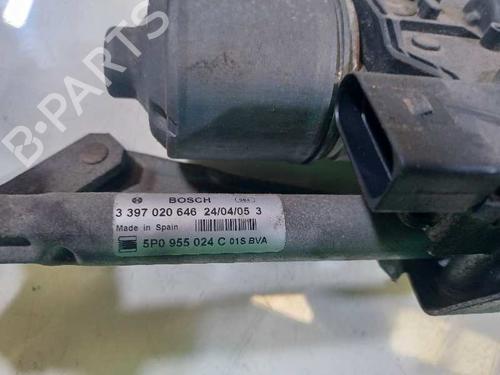 B-PARTS
BOSCH
3 397 020 646 24/04/05 3
Made in Spain
5P0 955 024 C 01S BVA